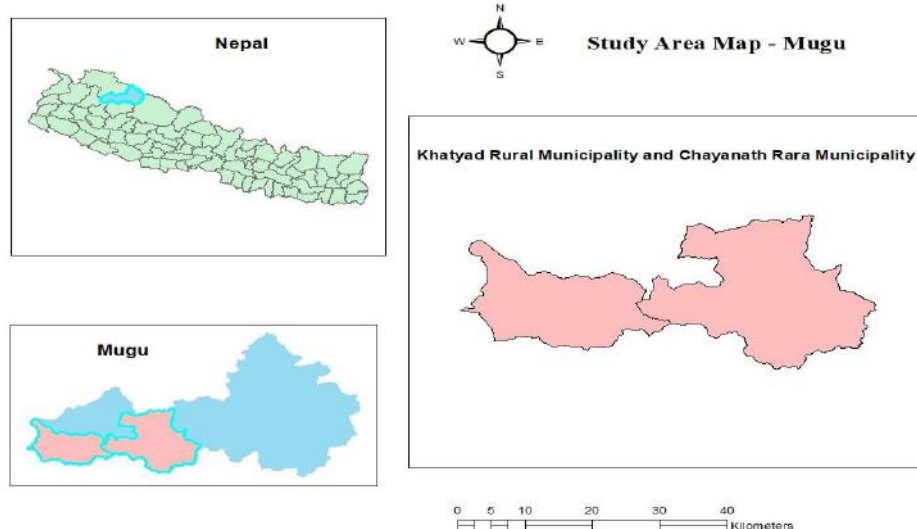 Nepal
N
W E
S
Study Area Map - Mugu
Khatyad Rural Municipality and Chayanath Rara Municipality
Mugu
0 5 10 20 30 40
Kilometers